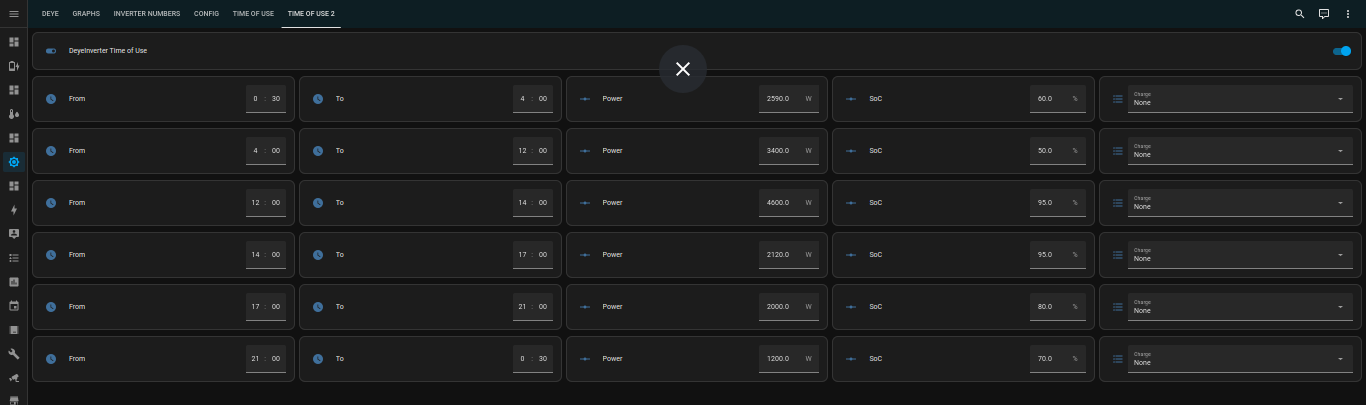 DEYE GRAPHS INVERTER NUMBERS CONFIG TIME OF USE TIME OF USE 2
DeyeInverter Time of Use
From 0 : 30 To 4 : 00 Power 2590.0 W SoC 60.0 % Charge None
From 4 : 00 To 12 : 00 Power 3400.0 W SoC 50.0 % Charge None
From 12 : 00 To 14 : 00 Power 4600.0 W SoC 95.0 % Charge None
From 14 : 00 To 17 : 00 Power 2120.0 W SoC 95.0 % Charge None
From 17 : 00 To 21 : 00 Power 2000.0 W SoC 80.0 % Charge None
From 21 : 00 To 0 : 30 Power 1200.0 W SoC 70.0 % Charge None